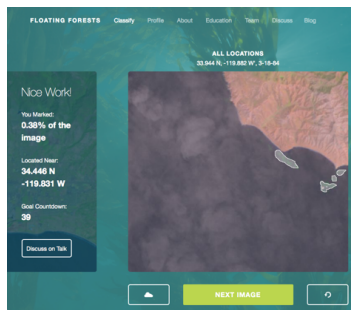 FLOATING FORESTS Classify Profile About Education Team Discuss Blog
ALL LOCATIONS
33.944 N, -119.882 W°, 3-16-84
Nice Work!
You Marked:
0.38% of the
image
Located Near:
34.446 N
-119.831 W
Goal Countdown:
39
Discuss on Talk
NEXT IMAGE